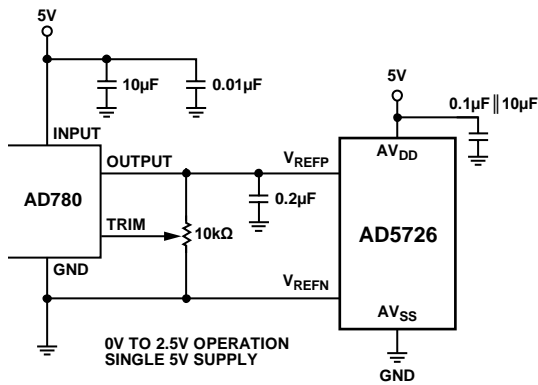 5V
10µF
0.01µF
5V
0.1µF || 10µF
INPUT
OUTPUT
V_REFP
AV_DD
AD780
0.2µF
AD5726
TRIM
10kΩ
GND
V_REFN
AV_SS
0V TO 2.5V OPERATION
SINGLE 5V SUPPLY
GND